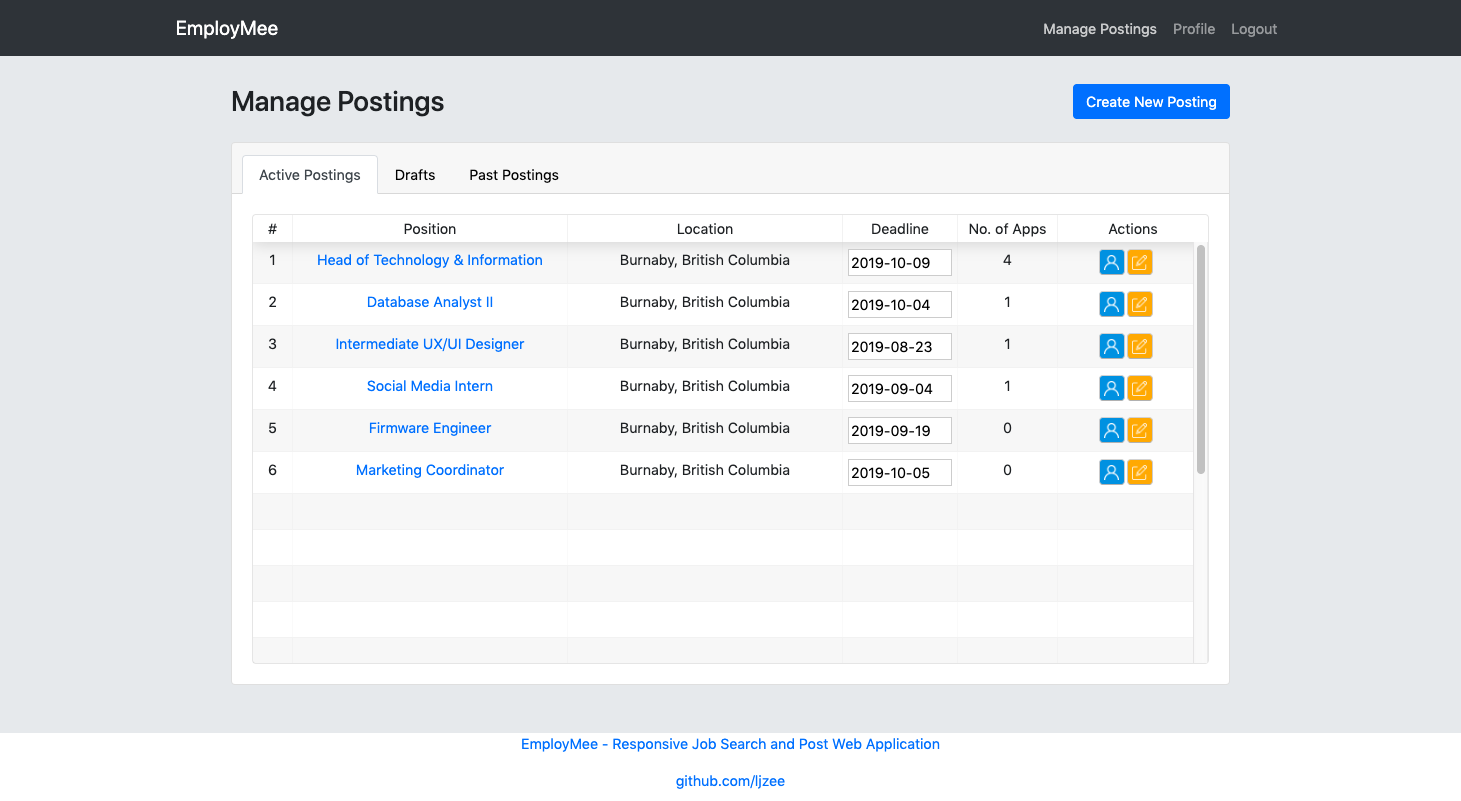 EmployMee Manage Postings Profile Logout
Manage Postings Create New Posting
Active Postings Drafts Past Postings
# Position Location Deadline No. of Apps Actions
1 Head of Technology & Information Burnaby, British Columbia 2019-10-09 4
2 Database Analyst II Burnaby, British Columbia 2019-10-04 1
3 Intermediate UX/UI Designer Burnaby, British Columbia 2019-08-23 1
4 Social Media Intern Burnaby, British Columbia 2019-09-04 1
5 Firmware Engineer Burnaby, British Columbia 2019-09-19 0
6 Marketing Coordinator Burnaby, British Columbia 2019-10-05 0
EmployMee - Responsive Job Search and Post Web Application
github.com/ljzee